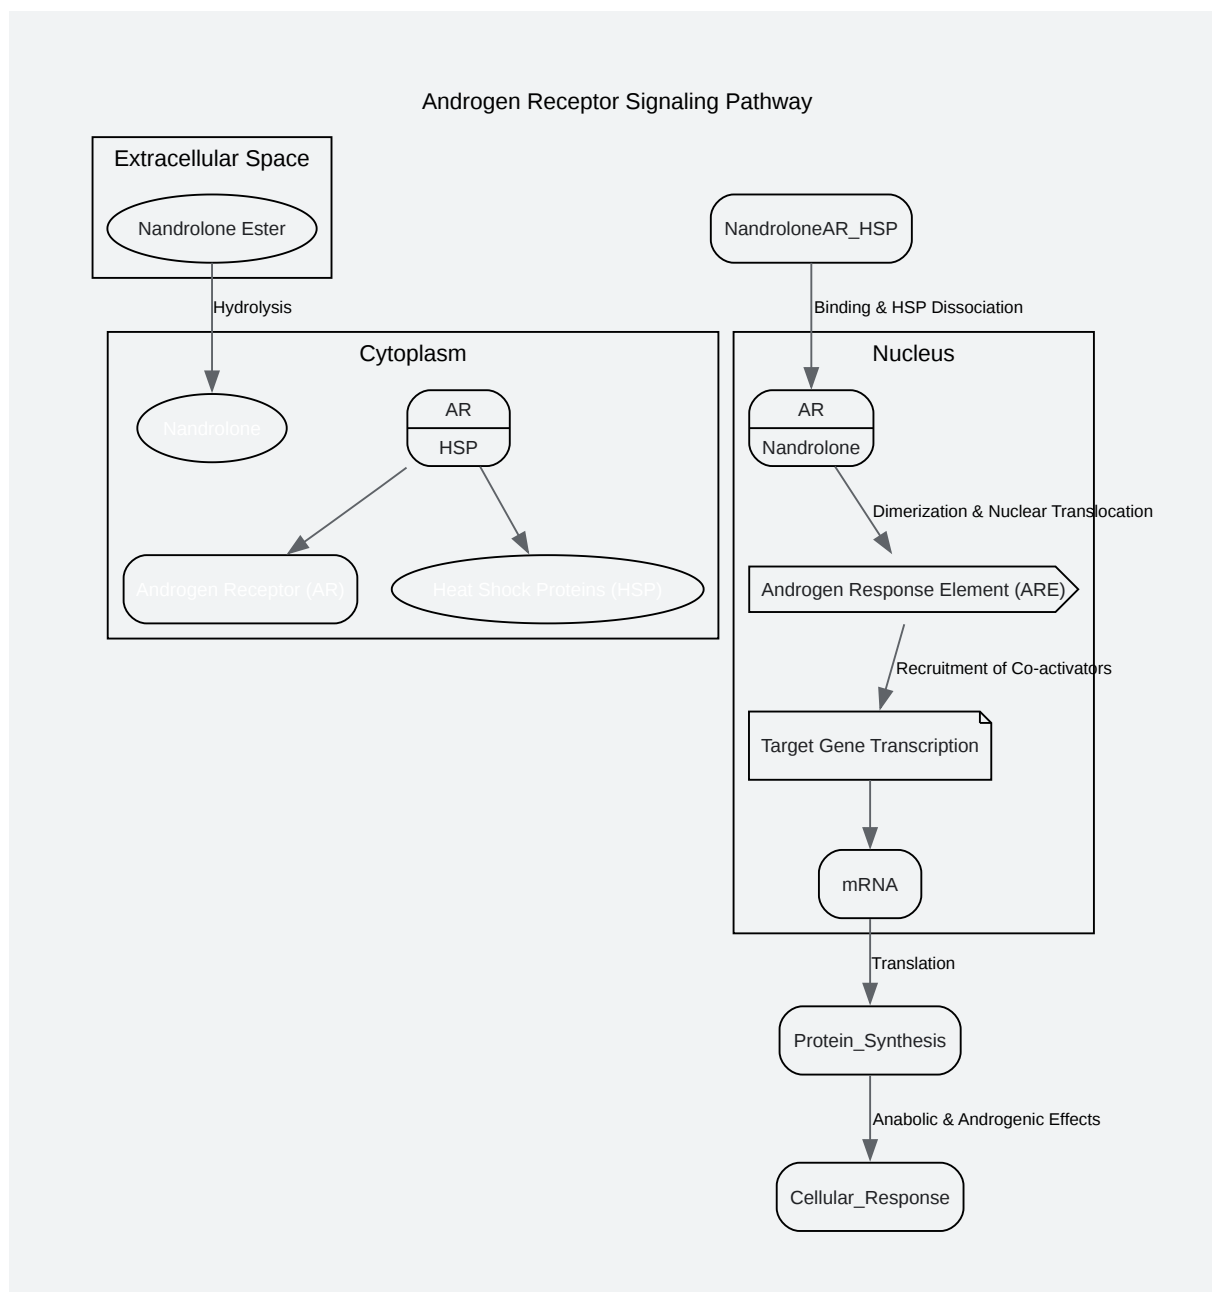 Androgen Receptor Signaling Pathway
Extracellular Space
Nandrolone Ester
NandroloneAR_HSP
Hydrolysis
Binding & HSP Dissociation
Cytoplasm
Nucleus
Nandrolone
AR
HSP
AR
Nandrolone
Dimerization & Nuclear Translocation
Androgen Receptor (AR)
Heat Shock Proteins (HSP)
Androgen Response Element (ARE)
Recruitment of Co-activators
Target Gene Transcription
mRNA
Translation
Protein_Synthesis
Anabolic & Androgenic Effects
Cellular_Response